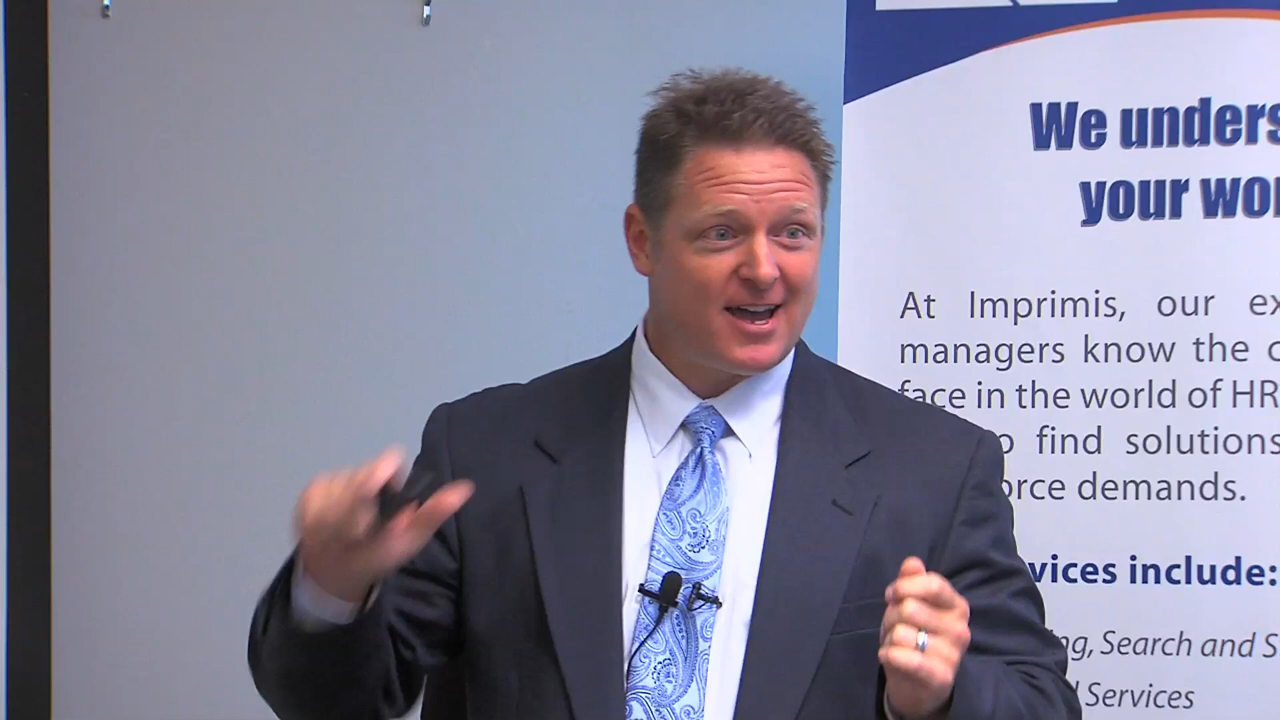 We unders
your wor
At Imprimis, our ex
managers know the c
face in the world of HR
o find solutions
orce demands.
vices include:
ng, Search and S
l Services